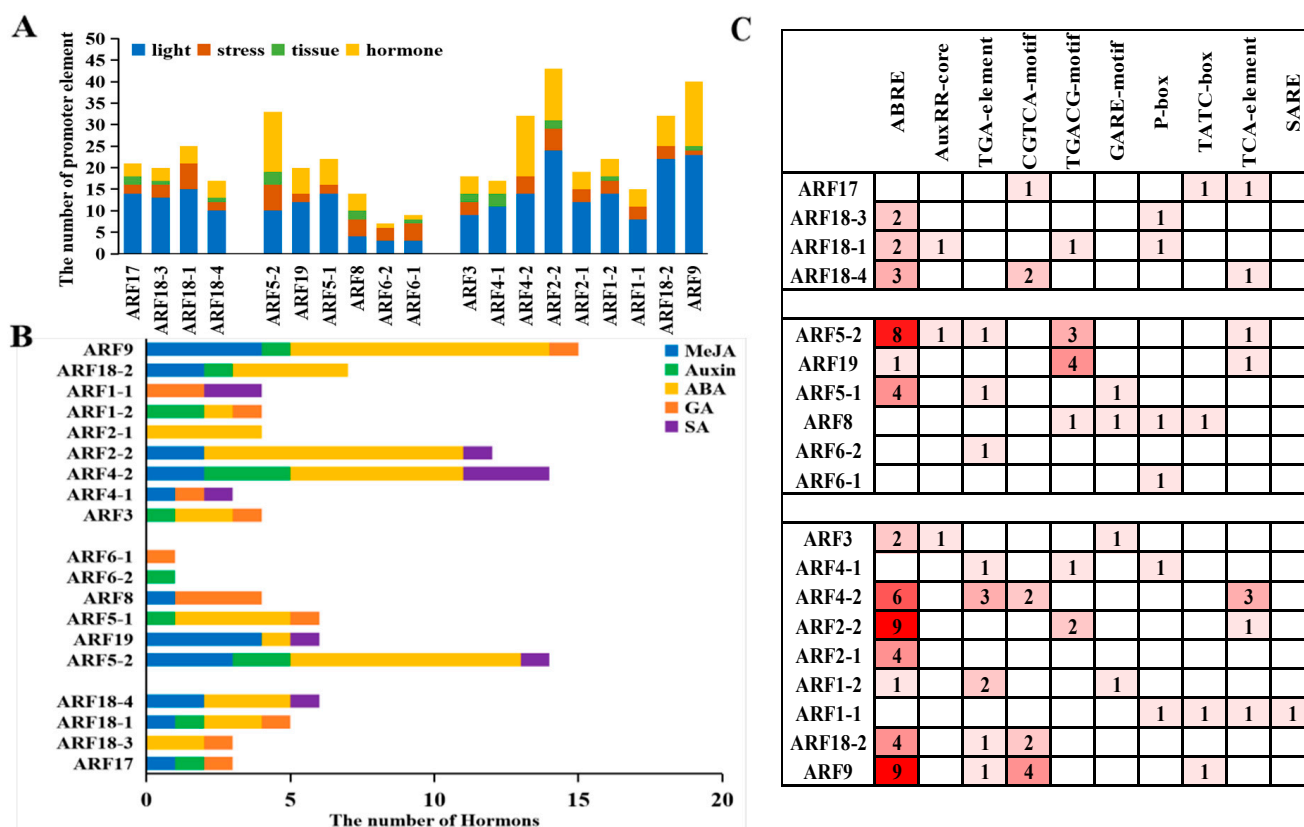 A
The number of promoter element
50
45
40
35
30
25
20
15
10
5
0
light stress tissue hormone
ARF17 ARF18-3 ARF18-1 ARF18-4 ARF5-2 ARF19 ARF5-1 ARF8 ARF6-2 ARF6-1 ARF3 ARF4-1 ARF4-2 ARF2-2 ARF2-1 ARF1-2 ARF1-1 ARF18-2 ARF9
B
ARF9
ARF18-2
ARF1-1
ARF1-2
ARF2-1
ARF2-2
ARF4-2
ARF4-1
ARF3
ARF6-1
ARF6-2
ARF8
ARF5-1
ARF19
ARF5-2
ARF18-4
ARF18-1
ARF18-3
ARF17
MeJA
Auxin
ABA
GA
SA
0 5 10 15 20
The number of Hormons
C
ABRE AuxRR-core TGA-element CGTCA-motif TGACG-motif GARE-motif P-box TATC-box TCA-element SARE
ARF17 1 1 1
ARF18-3 2 1
ARF18-1 2 1 1 1
ARF18-4 3 2 1
ARF5-2 8 1 1 3 1
ARF19 1 4 1
ARF5-1 4 1 1
ARF8 1 1 1 1
ARF6-2 1
ARF6-1 1
ARF3 2 1 1
ARF4-1 1 1 1
ARF4-2 6 3 2 3
ARF2-2 9 2 1
ARF2-1 4
ARF1-2 1 2 1
ARF1-1 1 1 1 1
ARF18-2 4 1 2
ARF9 9 1 4 1